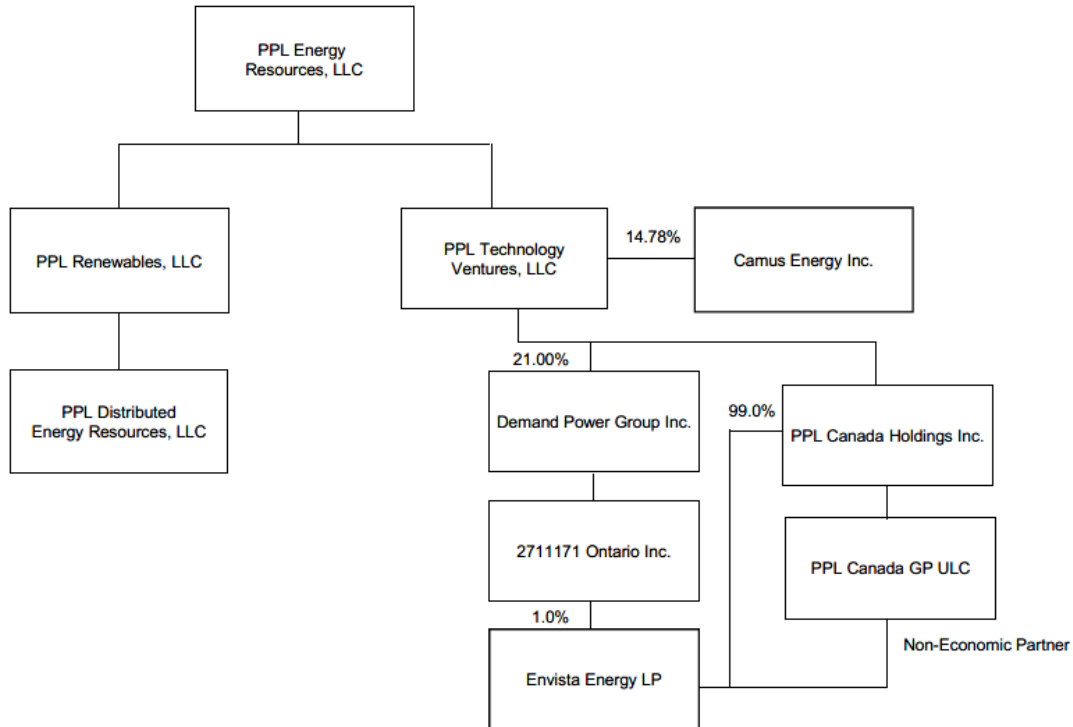 PPL Energy
Resources, LLC
PPL Renewables, LLC
PPL Technology
Ventures, LLC
14.78%
Camus Energy Inc.
PPL Distributed
Energy Resources, LLC
21.00%
Demand Power Group Inc.
99.0%
PPL Canada Holdings Inc.
2711171 Ontario Inc.
PPL Canada GP ULC
1.0%
Envista Energy LP
Non-Economic Partner